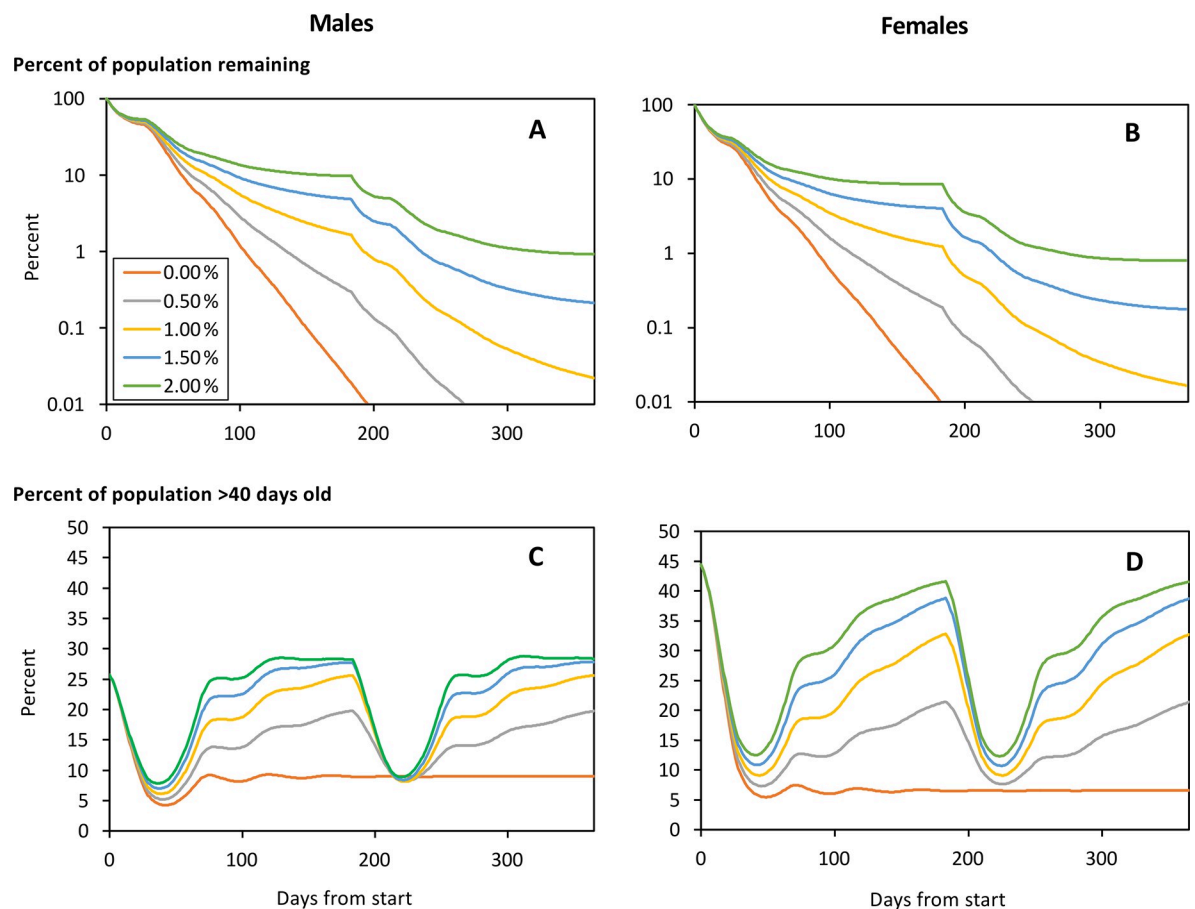 Males
Females
Percent of population remaining
A
B
Percent
100
10
1
0.1
0.01
0.00 %
0.50 %
1.00 %
1.50 %
2.00 %
0 100 200 300
100
10
1
0.1
0.01
0 100 200 300
Percent of population >40 days old
C
D
Percent
50
45
40
35
30
25
20
15
10
5
0
0 100 200 300
Days from start
50
45
40
35
30
25
20
15
10
5
0
0 100 200 300
Days from start